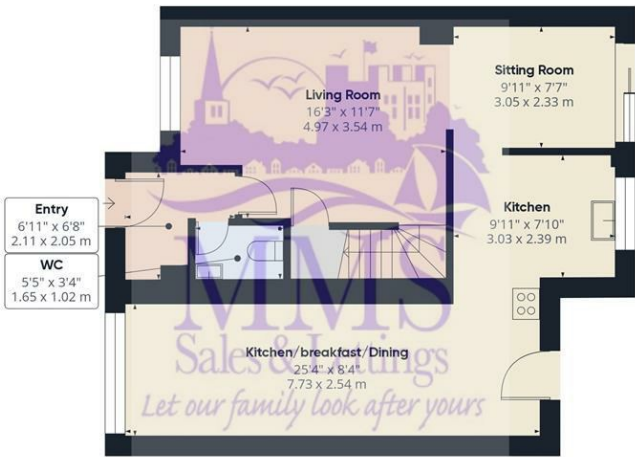 Living Room
16'3" x 11'7"
4.97 x 3.54 m
Sitting Room
9'11" x 7'7"
3.05 x 2.33 m
Entry
6'11" x 6'8"
2.11 x 2.05 m
WC
5'5" x 3'4"
1.65 x 1.02 m
Kitchen
9'11" x 7'10"
3.03 x 2.39 m
MMS
Sales & Lettings
Kitchen/breakfast/Dining
25'4" x 8'4"
7.73 x 2.54 m
Let our family look after yours